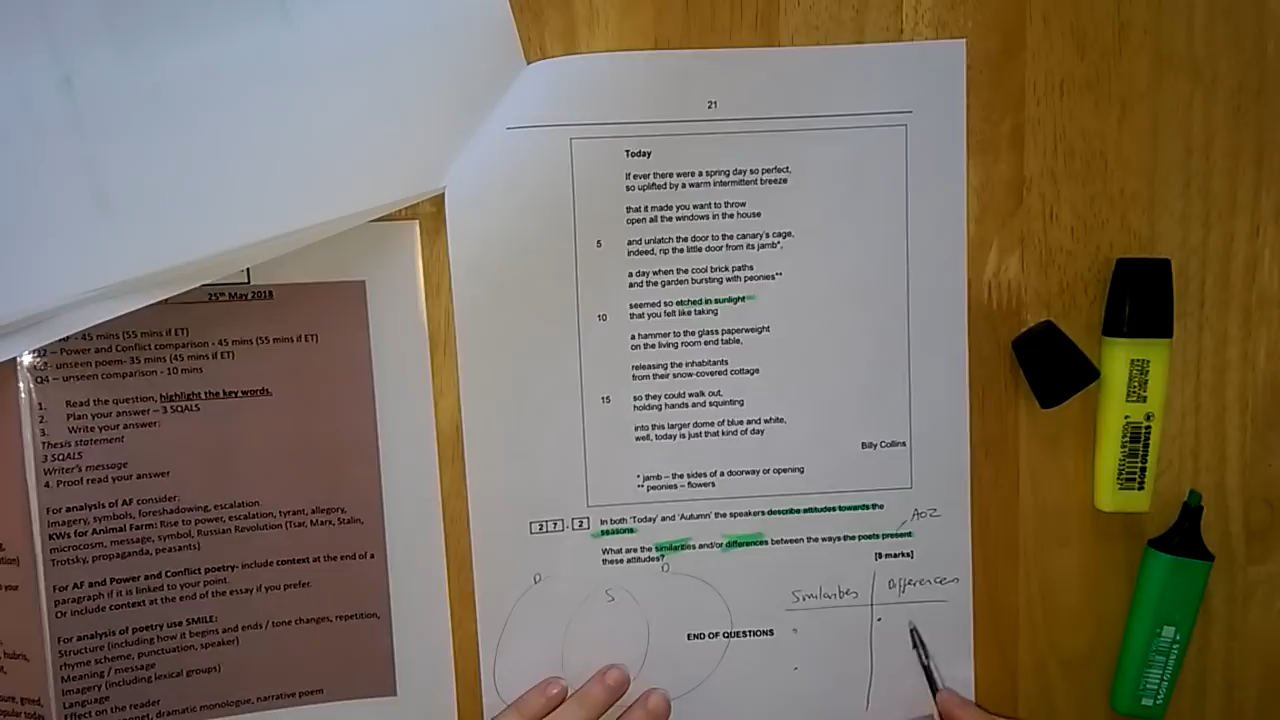 21
Today
If ever there were a spring day so perfect,
so uplifted by a warm intermittent breeze
that it made you want to throw
open all the windows in the house
5 and unlatch the door to the canary's cage,
indeed, rip the little door from its jamb*,
a day when the cool brick paths
and the garden bursting with peonies**
seemed so etched in sunlight
10 that you felt like taking
a hammer to the glass paperweight
on the living room end table,
releasing the inhabitants
from their snow-covered cottage
15 so they could walk out,
holding hands and squinting
into this larger dome of blue and white,
well, today is just that kind of day
Billy Collins
* jamb – the sides of a doorway or opening
** peonies – flowers
2 7 . 2 In both 'Today' and 'Autumn' the speakers describe attitudes towards the
seasons.
AO2
What are the similarities and/or differences between the ways the poets present
these attitudes?
[8 marks]
D
D
S
Similarities
Differences
END OF QUESTIONS
25th May 2018
- 45 mins (55 mins if ET)
– Power and Conflict comparison - 45 mins (55 mins if ET)
- unseen poem- 35 mins (45 mins if ET)
Q4 – unseen comparison - 10 mins
1. Read the question, highlight the key words.
2. Plan your answer – 3 SQALS
3. Write your answer:
Thesis statement
3 SQALS
Writer's message
4. Proof read your answer
For analysis of AF consider:
Imagery, symbols, foreshadowing, escalation.
KWs for Animal Farm: Rise to power, escalation, tyrant, allegory,
microcosm, message, symbol, Russian Revolution (Tsar, Marx, Stalin,
Trotsky, propaganda, peasants)
For AF and Power and Conflict poetry- include context at the end of a
paragraph if it is linked to your point.
Or include context at the end of the essay if you prefer.
For analysis of poetry use SMILE:
Structure (including how it begins and ends / tone changes, repetition,
rhyme scheme, punctuation, speaker)
Meaning / message
Imagery (including lexical groups)
Language
Effect on the reader
dramatic monologue, narrative poem
hubris,
greed,
STABILO BOSS
STABILO BOSS